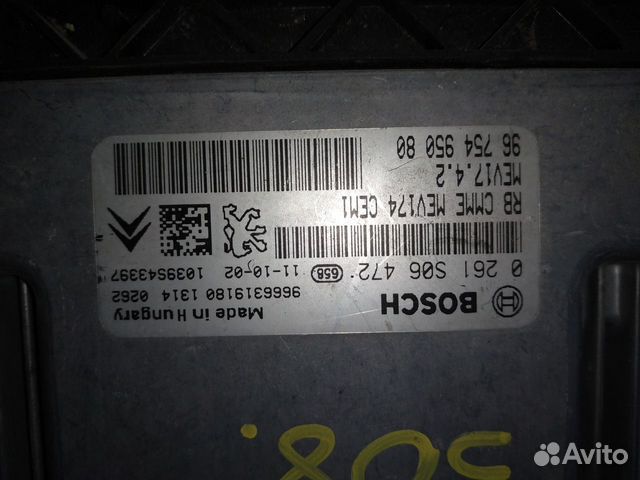 BOSCH
Made in Hungary
9666319180 1314 0262
0 261 S06 472
658
11-10-02
1039S43397
RB CMME MEV174 CEM1
MEV17.4.2
96 754 950 80
508.
Avito